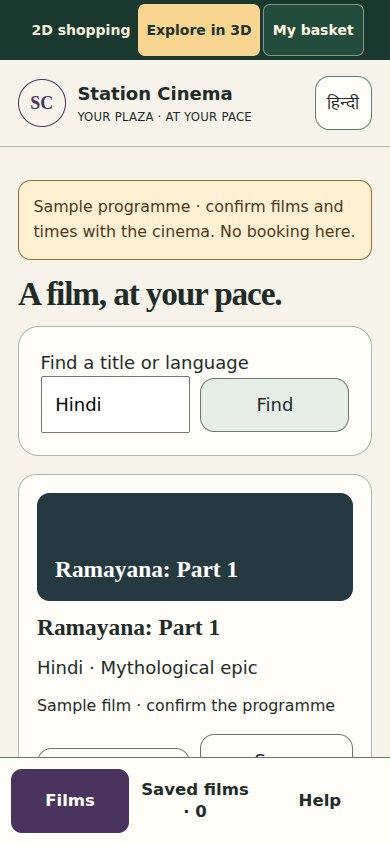 2D shopping
Explore in 3D
My basket
SC
Station Cinema
YOUR PLAZA · AT YOUR PACE
हिन्दी
Sample programme · confirm films and
times with the cinema. No booking here.
A film, at your pace.
Find a title or language
Hindi
Find
Ramayana: Part 1
Ramayana: Part 1
Hindi · Mythological epic
Sample film · confirm the programme
Films
Saved films
· 0
Help